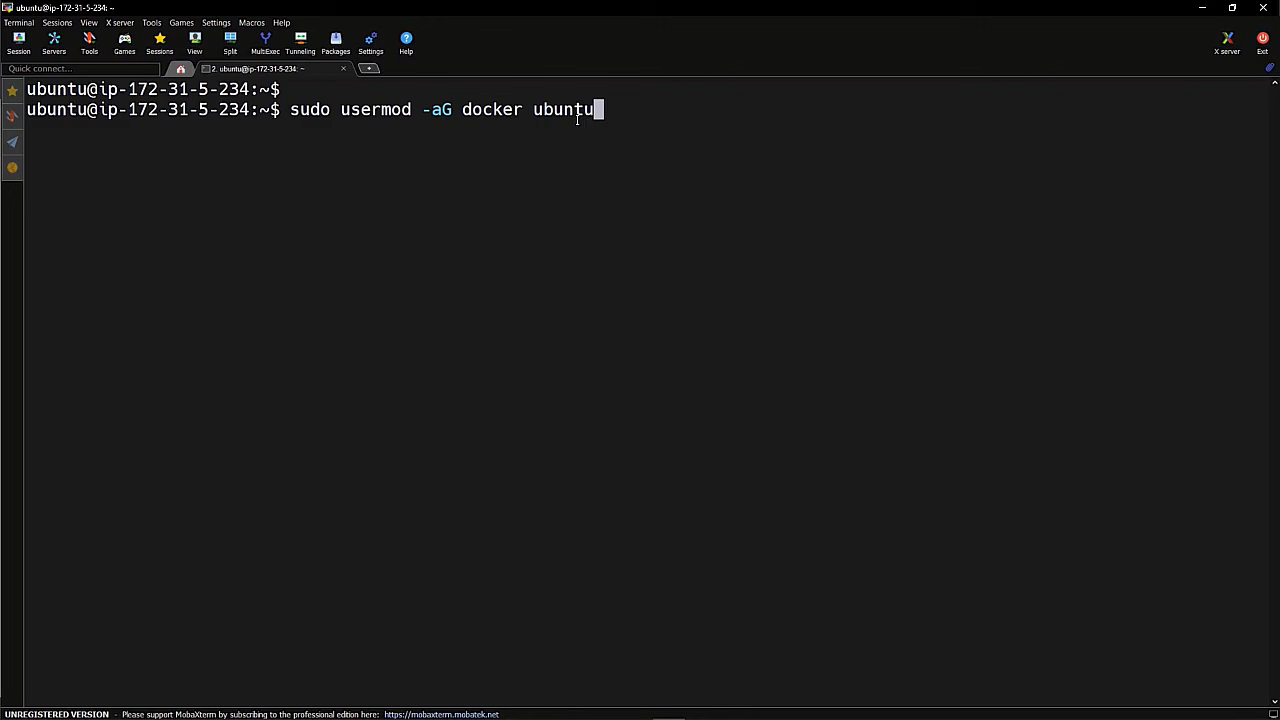 ubuntu@ip-172-31-5-234: ~
Terminal Sessions View X server Tools Games Settings Macros Help
Session Servers Tools Games Sessions View Split MultiExec Tunneling Packages Settings Help X server Exit
Quick connect... 2. ubuntu@ip-172-31-5-234: ~
ubuntu@ip-172-31-5-234:~$
ubuntu@ip-172-31-5-234:~$ sudo usermod -aG docker ubuntu
UNREGISTERED VERSION - Please support MobaXterm by subscribing to the professional edition here: https://mobaxterm.mobatek.net